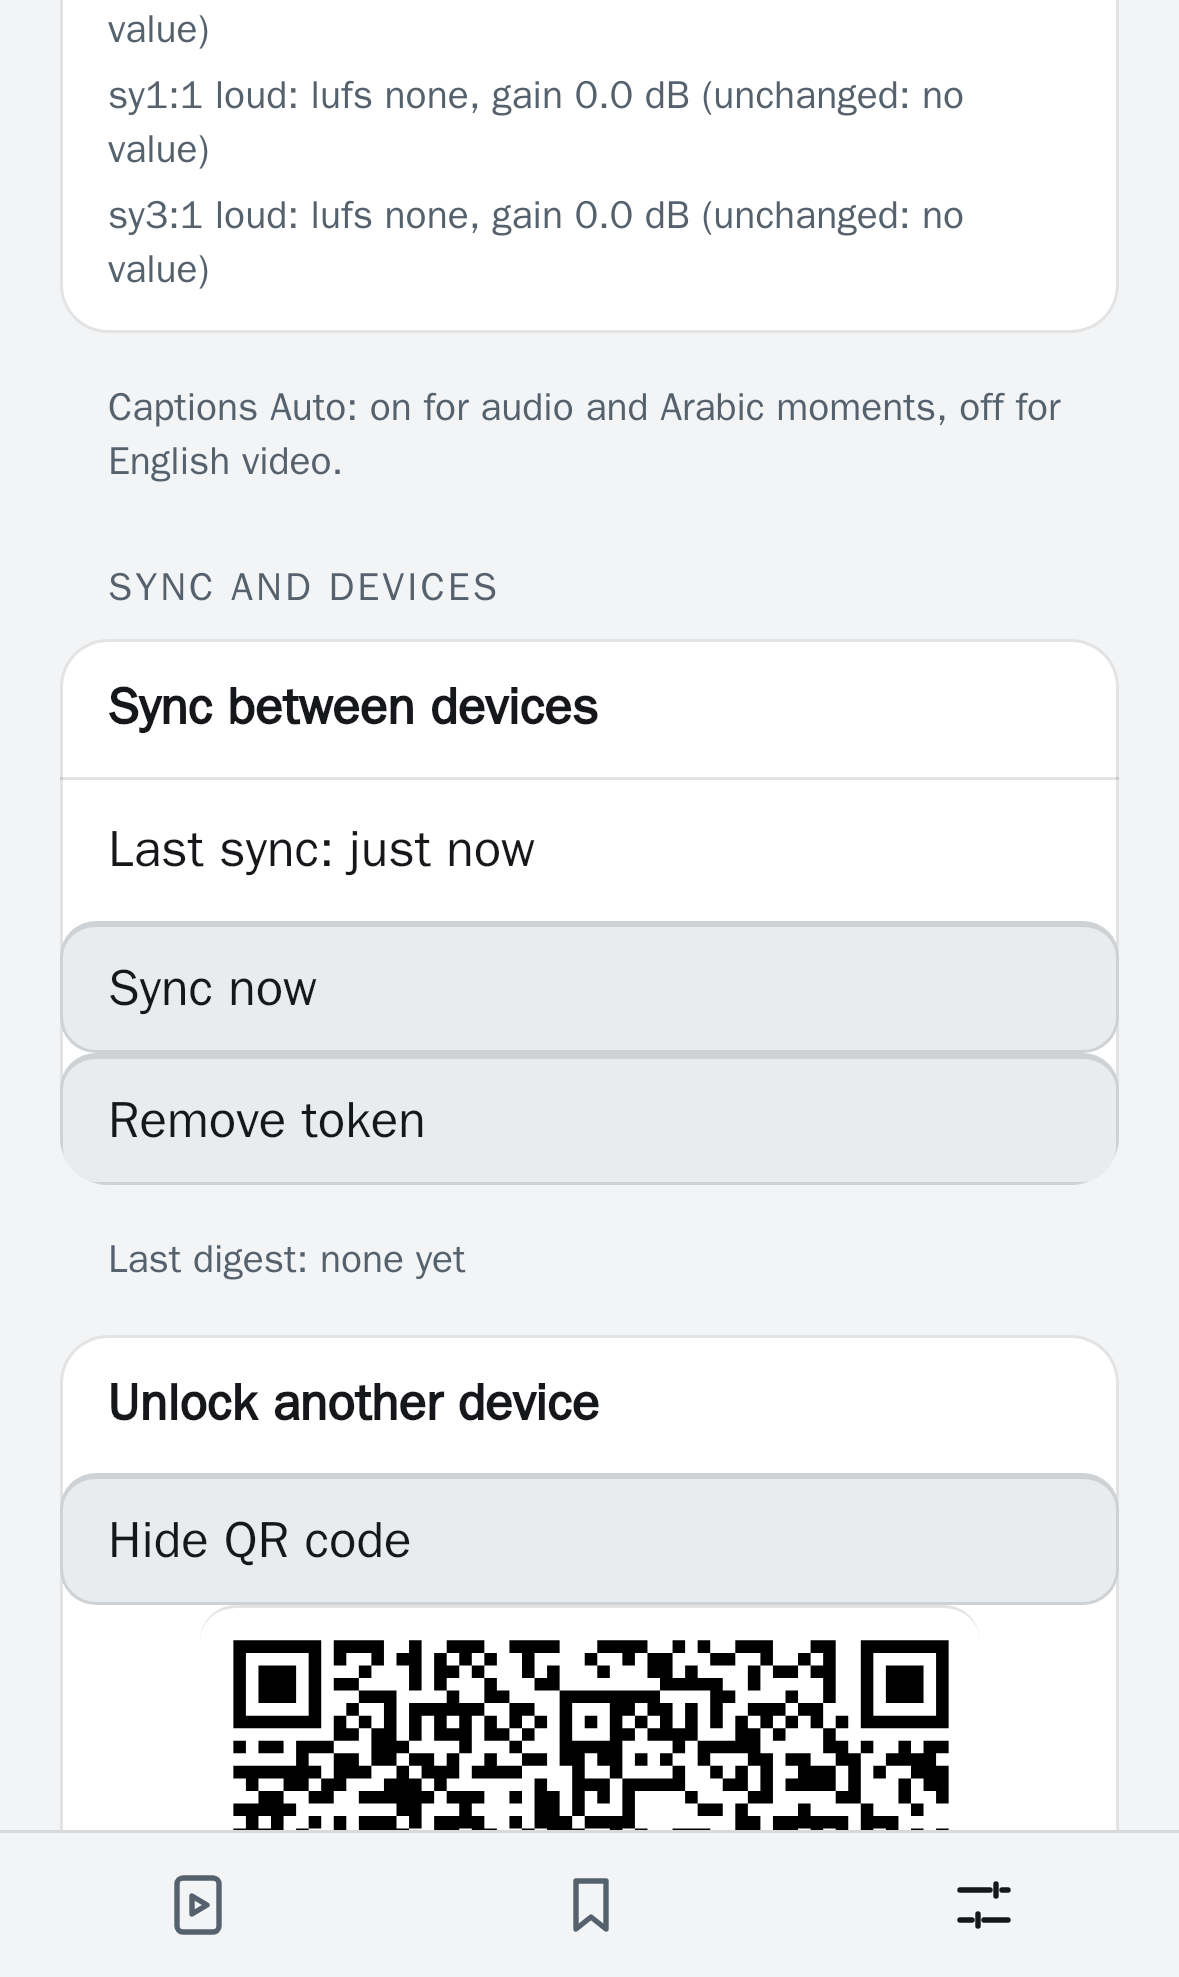 value)
sy1:1 loud: lufs none, gain 0.0 dB (unchanged: no
value)
sy3:1 loud: lufs none, gain 0.0 dB (unchanged: no
value)
Captions Auto: on for audio and Arabic moments, off for
English video.
SYNC AND DEVICES
Sync between devices
Last sync: just now
Sync now
Remove token
Last digest: none yet
Unlock another device
Hide QR code